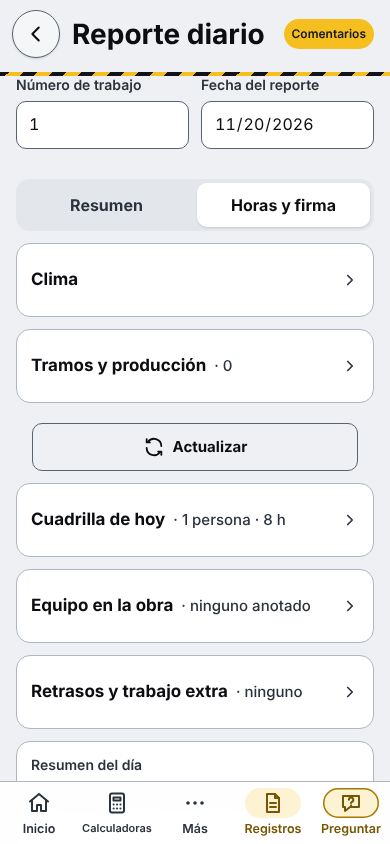 Reporte diario
Comentarios
Número de trabajo
Fecha del reporte
1
11/20/2026
Resumen
Horas y firma
Clima
Tramos y producción · 0
Actualizar
Cuadrilla de hoy · 1 persona · 8 h
Equipo en la obra · ninguno anotado
Retrasos y trabajo extra · ninguno
Resumen del día
Inicio
Calculadoras
Más
Registros
Preguntar